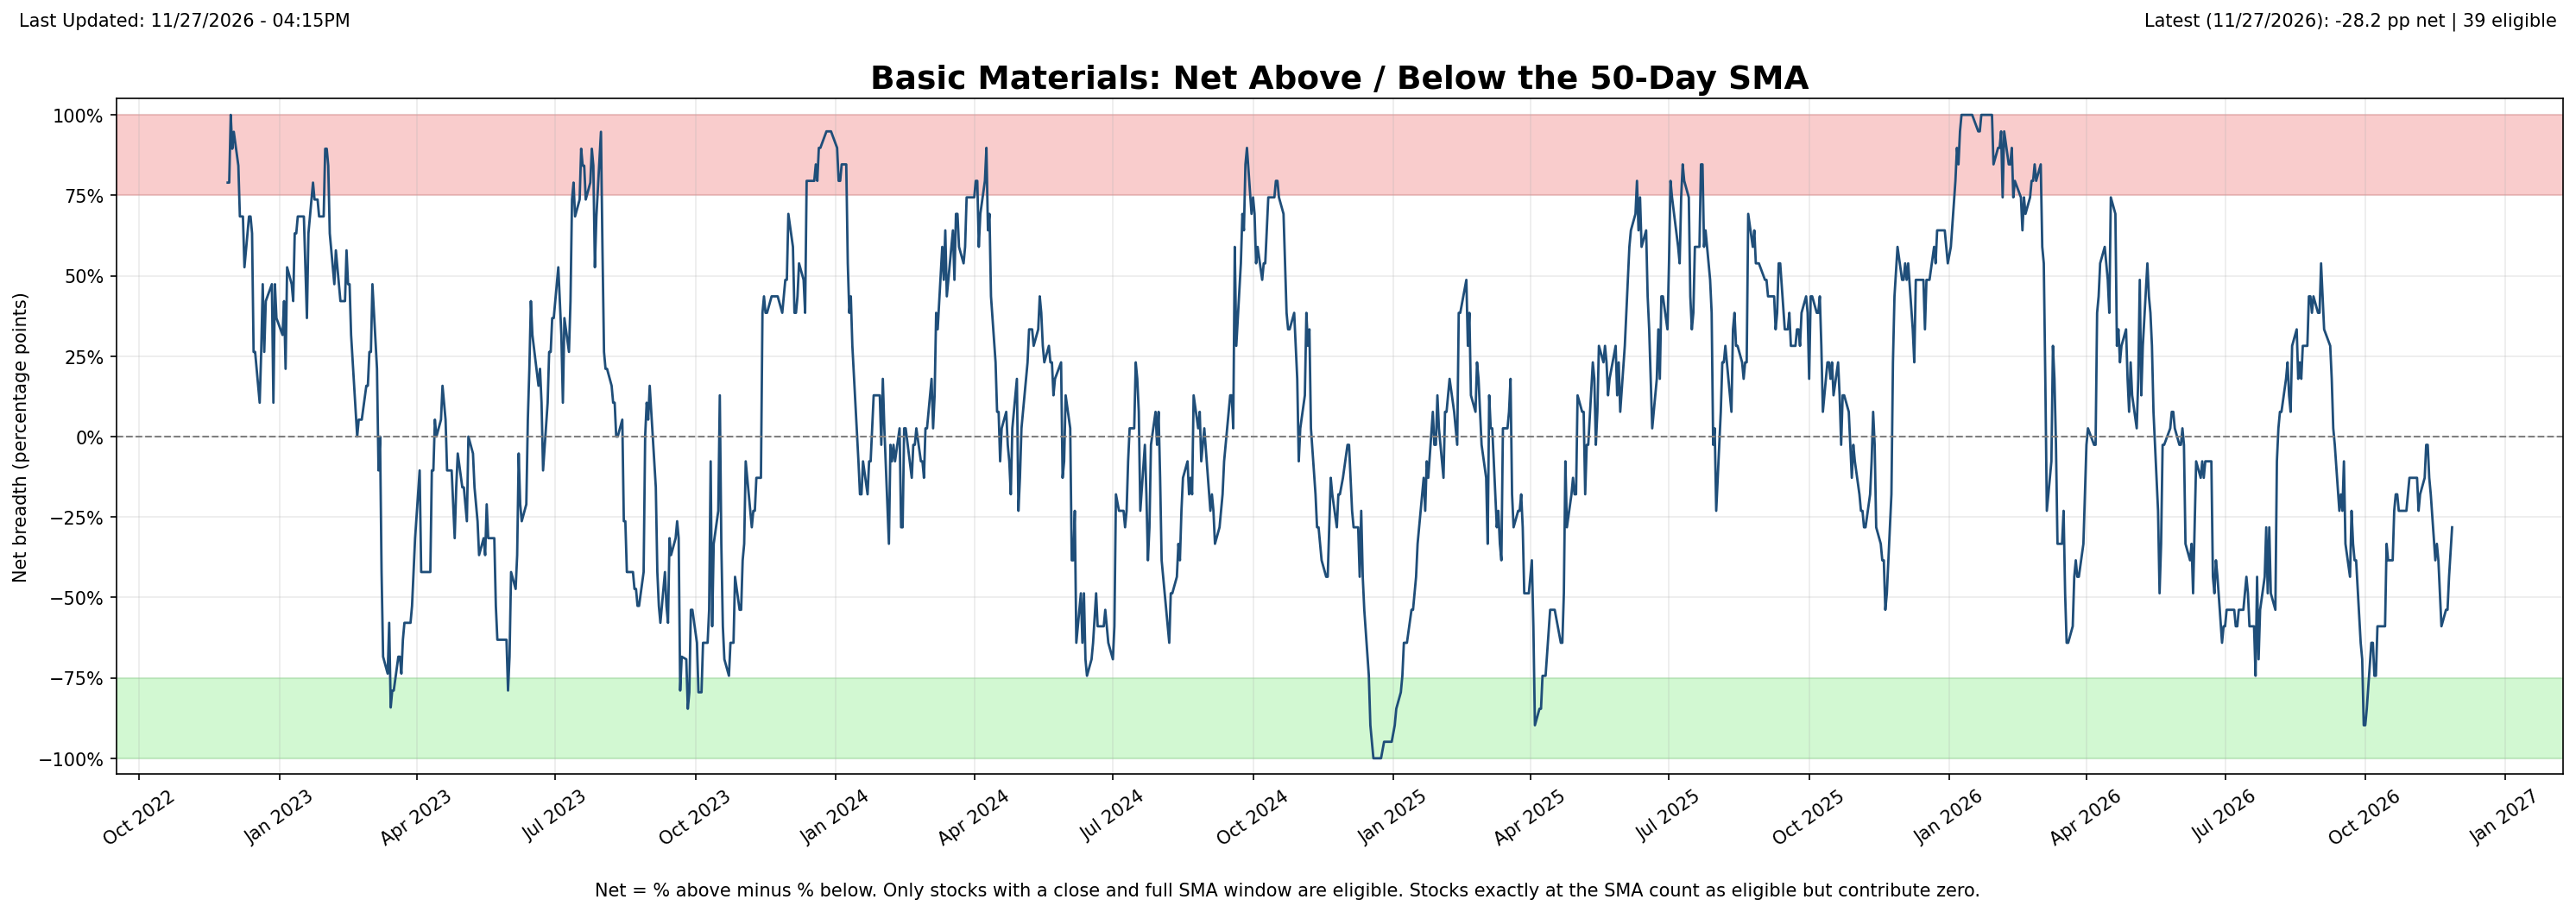 Last Updated: 11/27/2026 - 04:15PM
Latest (11/27/2026): -28.2 pp net | 39 eligible
Basic Materials: Net Above / Below the 50-Day SMA
Net breadth (percentage points)
100%
75%
50%
25%
0%
−25%
−50%
−75%
−100%
Oct 2022
Jan 2023
Apr 2023
Jul 2023
Oct 2023
Jan 2024
Apr 2024
Jul 2024
Oct 2024
Jan 2025
Apr 2025
Jul 2025
Oct 2025
Jan 2026
Apr 2026
Jul 2026
Oct 2026
Jan 2027
Net = % above minus % below. Only stocks with a close and full SMA window are eligible. Stocks exactly at the SMA count as eligible but contribute zero.